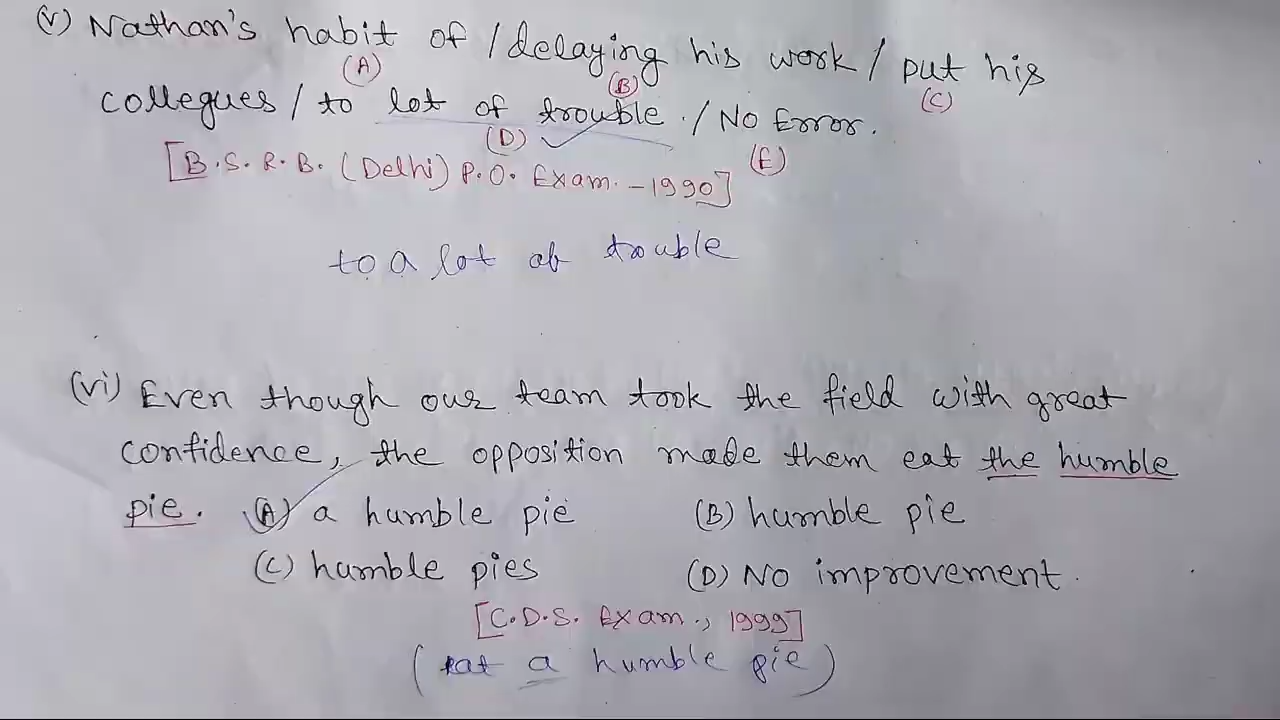 (v) Nathan's habit of / delaying his work / put his
(A) (B) (C)
collegues / to lot of trouble. / No Error.
(D) (E)
[B.S.R.B. (Delhi) P.O. Exam. - 1990]
to a lot of trouble
(vi) Even though our team took the field with great
confidence, the opposition made them eat the humble
pie. (A) a humble pie (B) humble pie
(C) humble pies (D) No improvement.
[C.D.S. Exam., 1999]
(eat a humble pie)